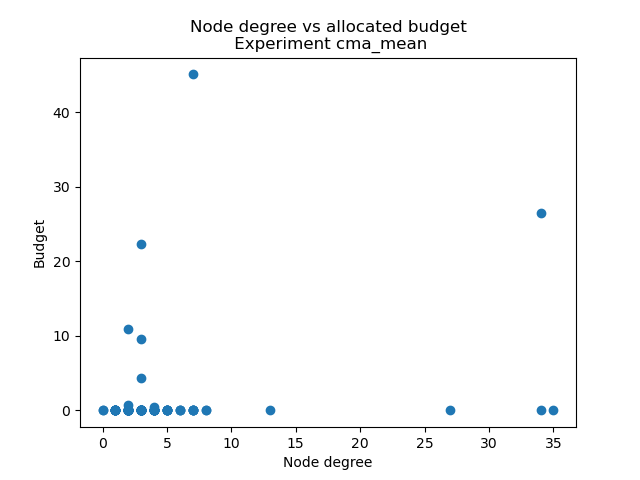 Node degree vs allocated budget
Experiment cma_mean
40
30
20
10
0
Budget
0 5 10 15 20 25 30 35
Node degree